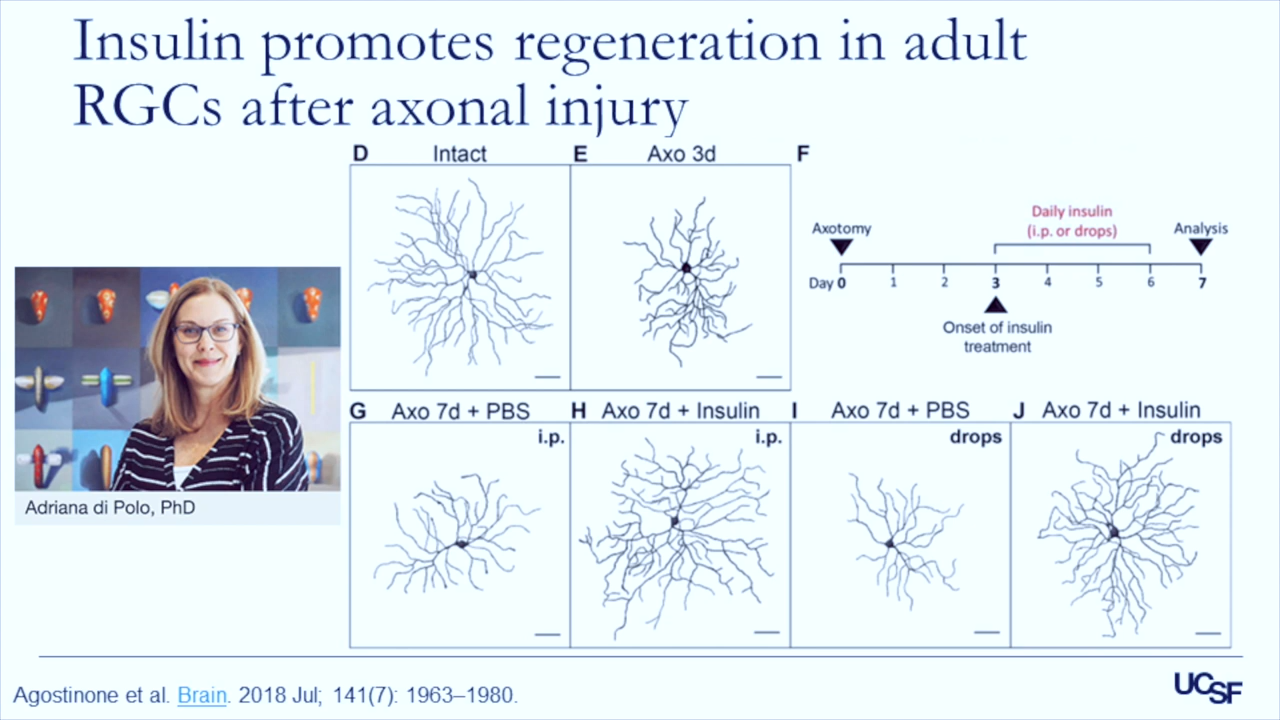 Insulin promotes regeneration in adult
RGCs after axonal injury
D Intact
E Axo 3d
F
Daily insulin
(i.p. or drops)
Axotomy
Analysis
Day 0 1 2 3 4 5 6 7
Onset of insulin
treatment
G Axo 7d + PBS
i.p.
H Axo 7d + Insulin
i.p.
I Axo 7d + PBS
drops
J Axo 7d + Insulin
drops
Adriana di Polo, PhD
Agostinone et al. Brain. 2018 Jul; 141(7): 1963–1980.
UCSF